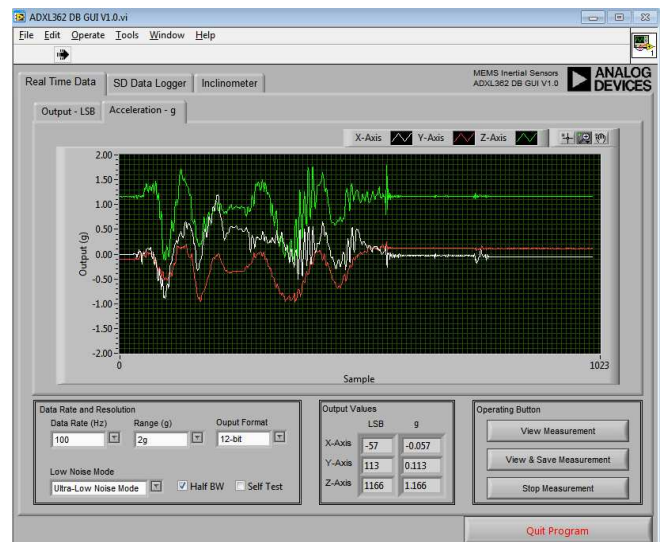 ADXL362 DB GUI V1.0.vi
File Edit Operate Tools Window Help
1
Real Time Data SD Data Logger Inclinometer
MEMS Inertial Sensors
ADXL362 DB GUI V1.0
ANALOG
DEVICES
Output - LSB Acceleration - g
X-Axis Y-Axis Z-Axis
2.00
1.50
1.00
0.50
0.00
-0.50
-1.00
-1.50
-2.00
Output (g)
0 1023
Sample
Data Rate and Resolution
Data Rate (Hz) Range (g) Ouput Format
100 2g 12-bit
Low Noise Mode
Ultra-Low Noise Mode Half BW Self Test
Output Values
LSB g
X-Axis -57 -0.057
Y-Axis 113 0.113
Z-Axis 1166 1.166
Operating Button
View Measurement
View & Save Measurement
Stop Measurement
Quit Program